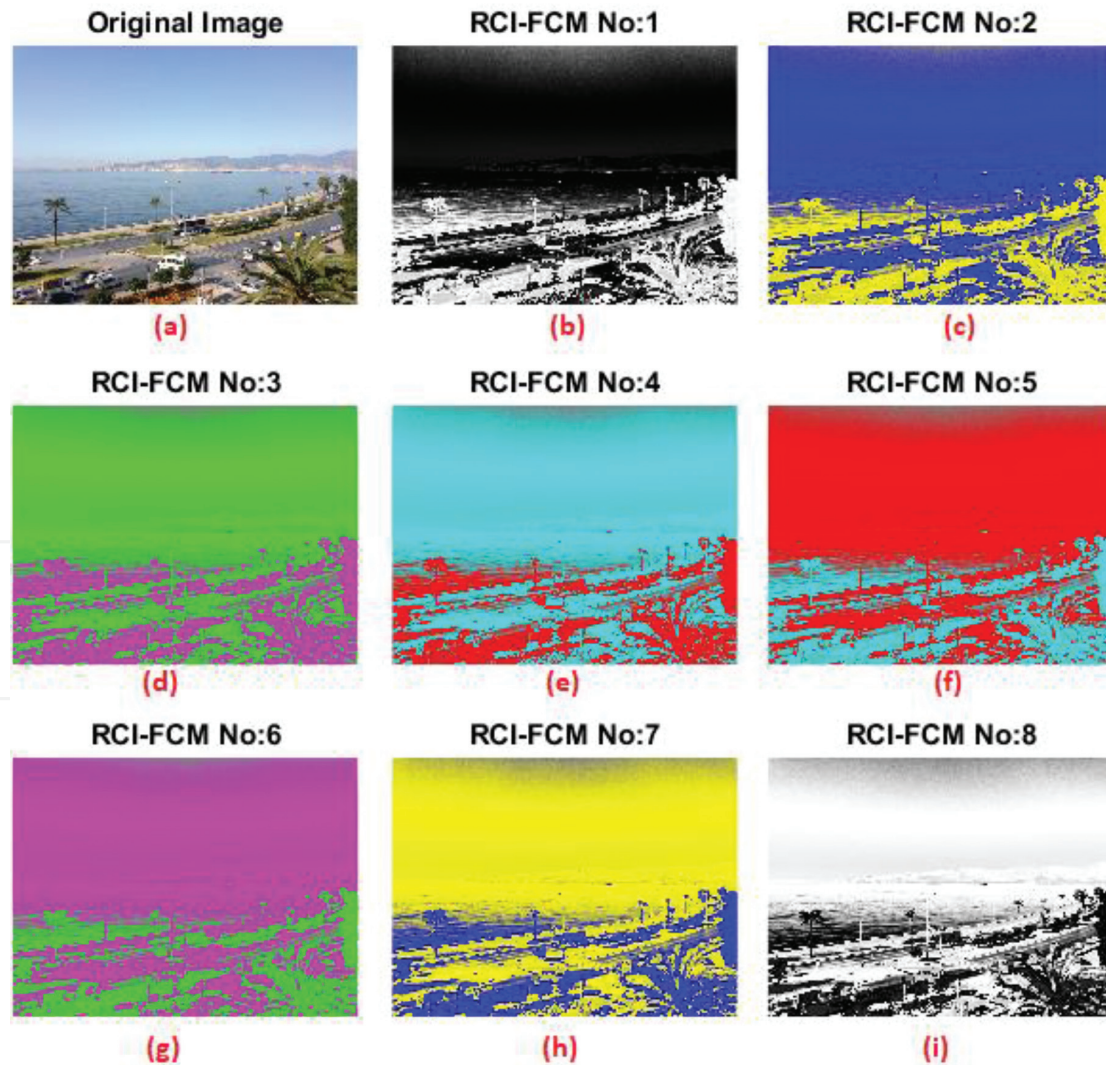 Original Image
RCI-FCM No:1
RCI-FCM No:2
(a)
(b)
(c)
RCI-FCM No:3
RCI-FCM No:4
RCI-FCM No:5
(d)
(e)
(f)
RCI-FCM No:6
RCI-FCM No:7
RCI-FCM No:8
(g)
(h)
(i)